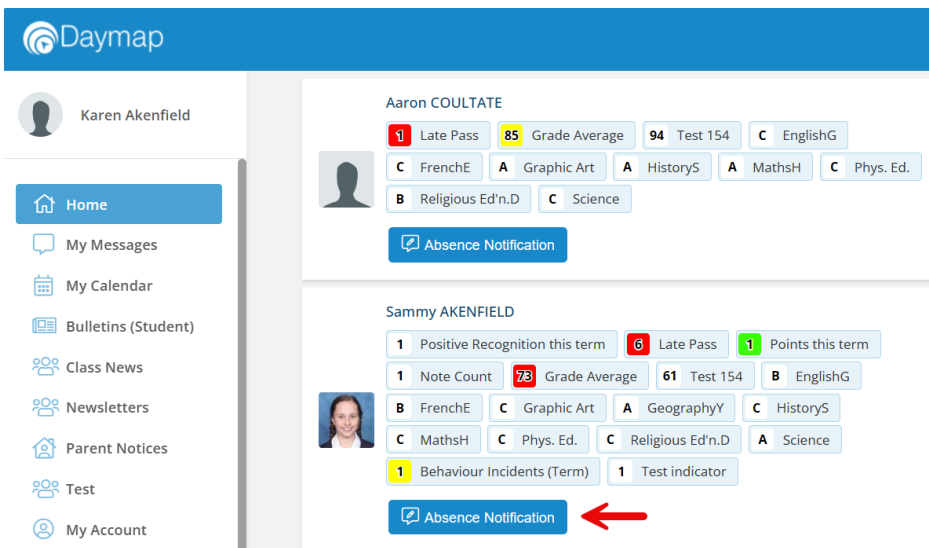 Daymap
Karen Akenfield
Home
My Messages
My Calendar
Bulletins (Student)
Class News
Newsletters
Parent Notices
Test
My Account
Aaron COULTATE
1 Late Pass 85 Grade Average 94 Test 154 C EnglishG
C FrenchE A Graphic Art A HistoryS A MathsH C Phys. Ed.
B Religious Ed'n.D C Science
Absence Notification
Sammy AKENFIELD
1 Positive Recognition this term 6 Late Pass 1 Points this term
1 Note Count 73 Grade Average 61 Test 154 B EnglishG
B FrenchE C Graphic Art A GeographyY C HistoryS
C MathsH C Phys. Ed. C Religious Ed'n.D A Science
1 Behaviour Incidents (Term) 1 Test indicator
Absence Notification